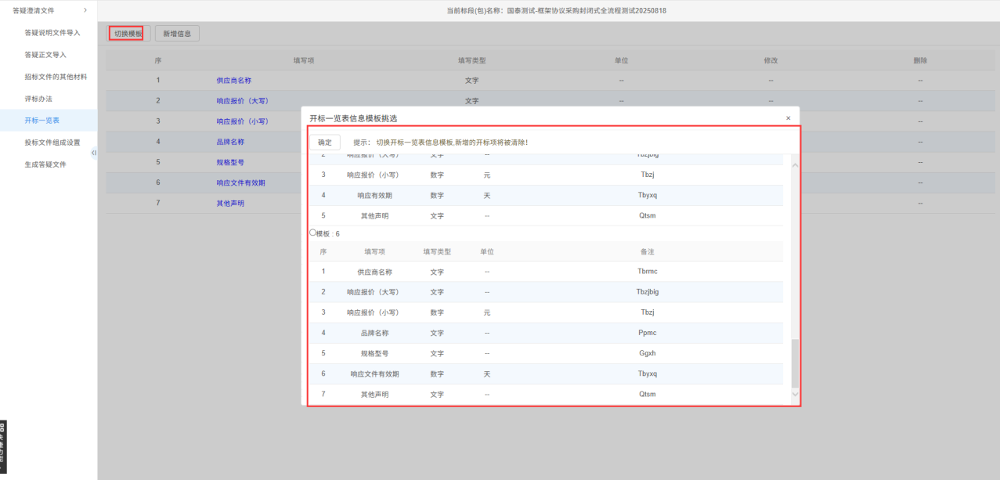 答疑澄清文件
当前标段(包)名称：国泰测试-框架协议采购封闭式全流程测试20250818
答疑说明文件导入
答疑正文导入
招标文件的其他材料
评标办法
开标一览表
投标文件组成设置
生成答疑文件
切换模板 新增信息
序 填写项 填写类型 单位 修改 删除
1 供应商名称 文字 -- -- --
2 响应报价（大写） 文字 -- -- --
3 响应报价（小写） --
4 品牌名称 --
5 规格型号 --
6 响应文件有效期 --
7 其他声明 --
开标一览表信息模板挑选 ×
确定 提示： 切换开标一览表信息模板,新增的开标项将被清除!
2 响应报价（大写） 文字 -- Tbzjbig
3 响应报价（小写） 数字 元 Tbzj
4 响应有效期 数字 天 Tbyxq
5 其他声明 文字 -- Qtsm
模板 : 6
序 填写项 填写类型 单位 备注
1 供应商名称 文字 -- Tbrmc
2 响应报价（大写） 文字 -- Tbzjbig
3 响应报价（小写） 数字 元 Tbzj
4 品牌名称 文字 -- Ppmc
5 规格型号 文字 -- Ggxh
6 响应文件有效期 数字 天 Tbyxq
7 其他声明 文字 -- Qtsm
快捷功能